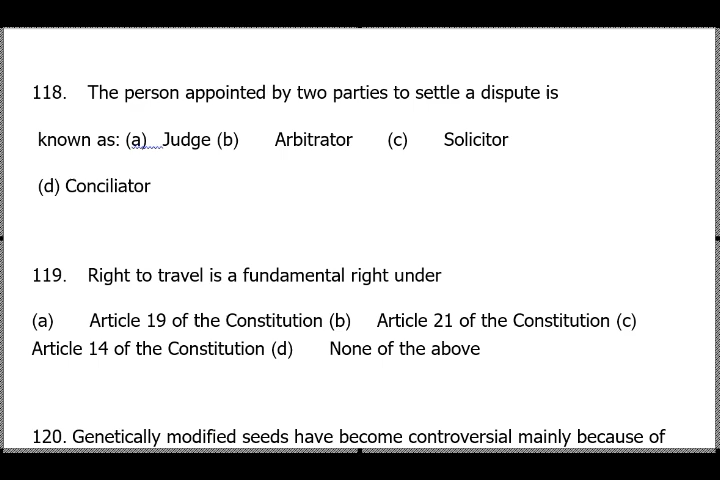 118. The person appointed by two parties to settle a dispute is
known as: (a) Judge (b) Arbitrator (c) Solicitor
(d) Conciliator
119. Right to travel is a fundamental right under
(a) Article 19 of the Constitution (b) Article 21 of the Constitution (c)
Article 14 of the Constitution (d) None of the above
120. Genetically modified seeds have become controversial mainly because of